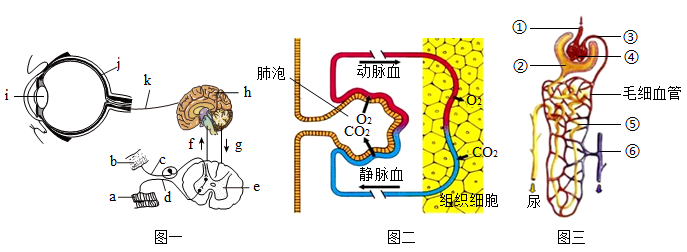 i
j
k
h
f
g
b
c
a
d
e
图一
肺泡
动脉血
O₂
CO₂
O₂
CO₂
静脉血
组织细胞
图二
①
③
④
②
毛细血管
⑤
⑥
尿
图三